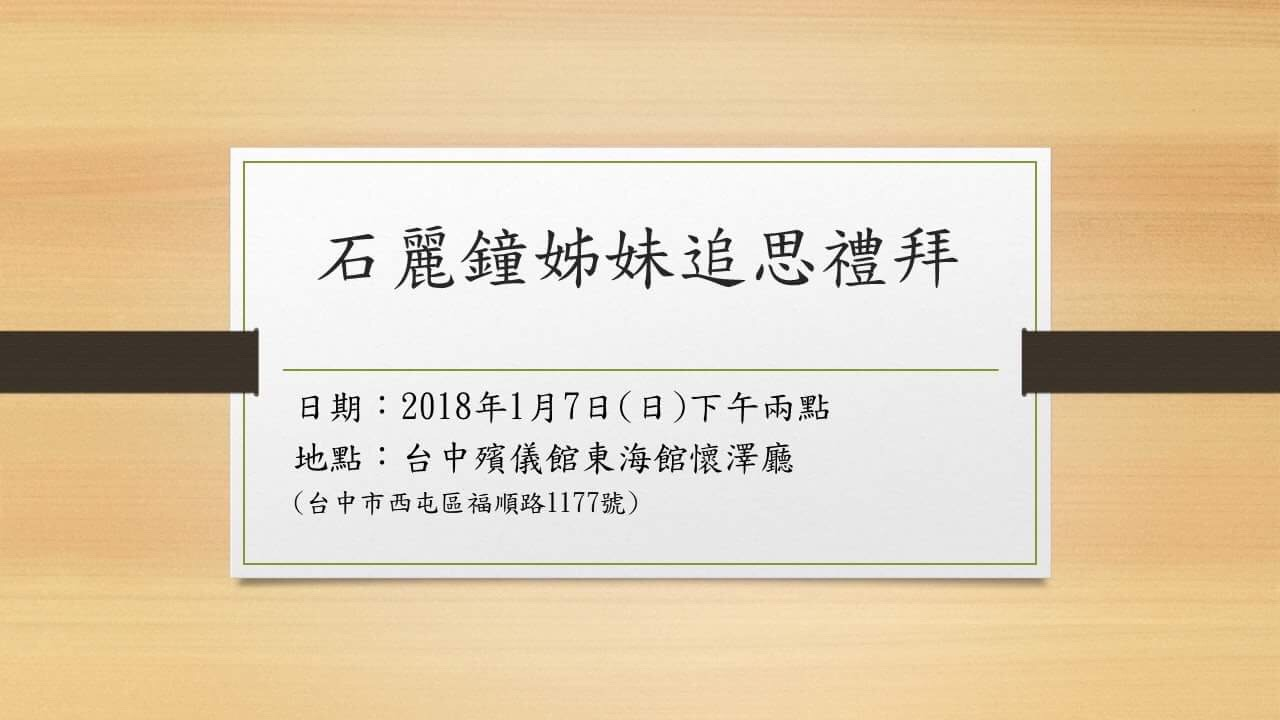 石麗鐘姊妹追思禮拜
日期：2018年1月7日(日)下午兩點
地點：台中殯儀館東海館懷澤廳
(台中市西屯區福順路1177號)